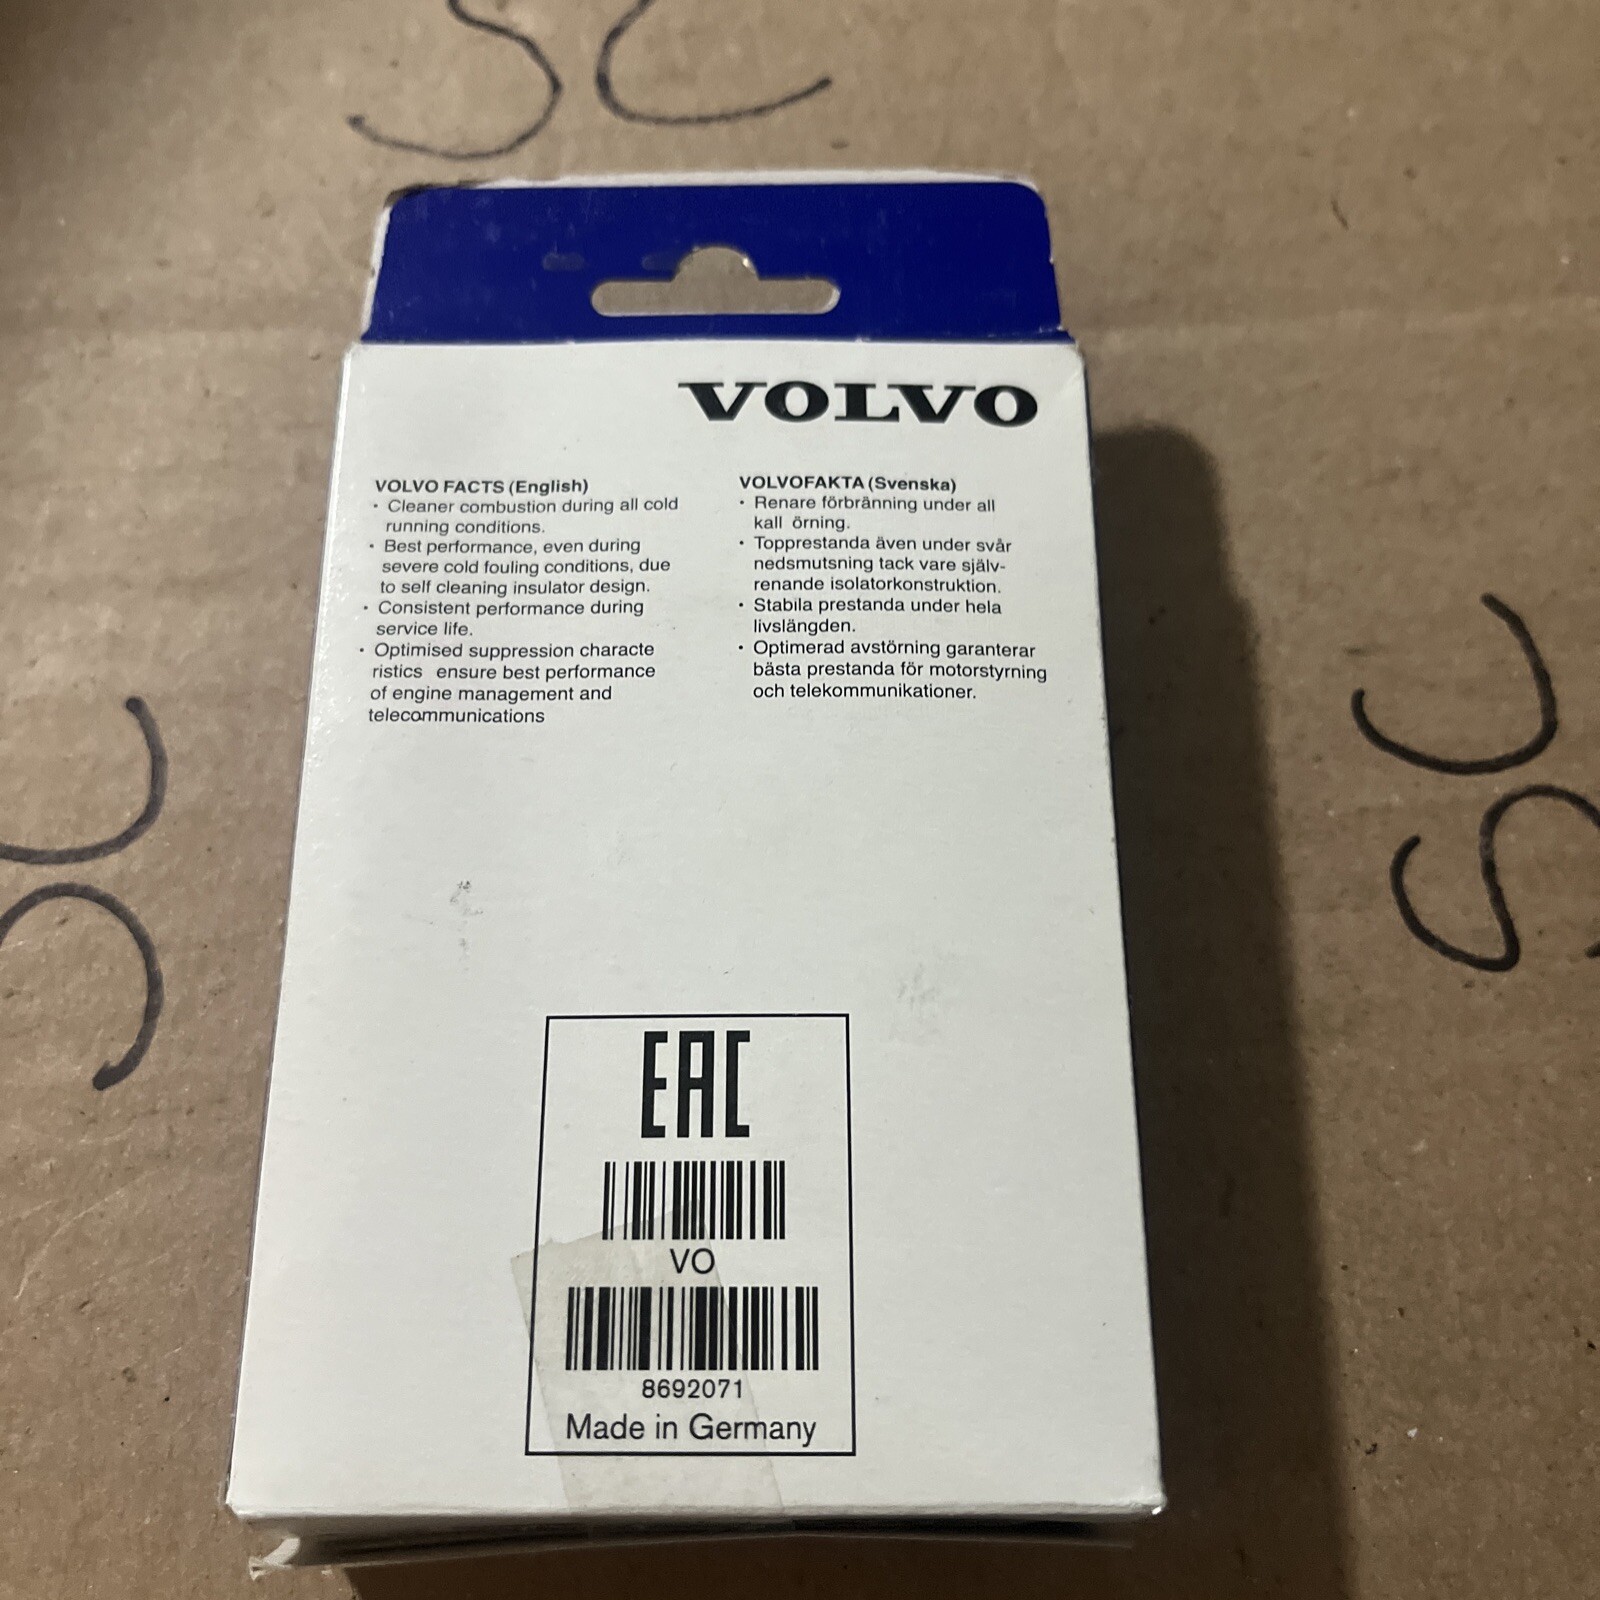 SC
VOLVO
VOLVO FACTS (English)
· Cleaner combustion during all cold
running conditions.
· Best performance, even during
severe cold fouling conditions, due
to self cleaning insulator design.
· Consistent performance during
service life.
· Optimised suppression characte
ristics ensure best performance
of engine management and
telecommunications
VOLVOFAKTA (Svenska)
· Renare förbränning under all
kall örning.
· Topprestanda även under svår
nedsmutsning tack vare själv-
renande isolatorkonstruktion.
· Stabila prestanda under hela
livslängden.
· Optimerad avstörning garanterar
bästa prestanda för motorstyrning
och telekommunikationer.
SC
SC
EAC
VO
8692071
Made in Germany